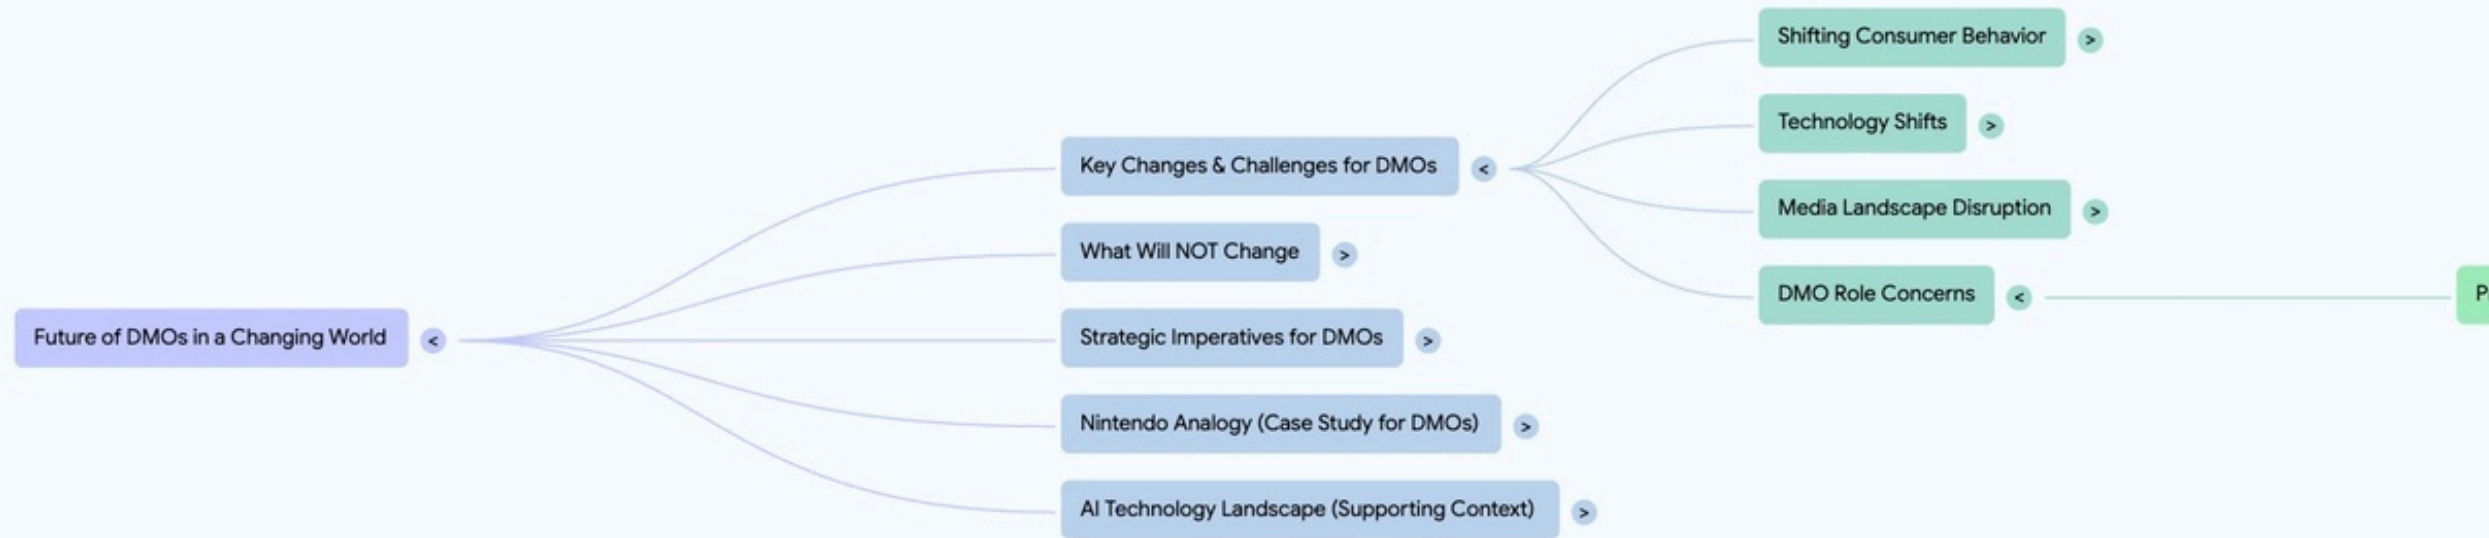 Future of DMOs in a Changing World <
Key Changes & Challenges for DMOs <
What Will NOT Change >
Strategic Imperatives for DMOs >
Nintendo Analogy (Case Study for DMOs) >
AI Technology Landscape (Supporting Context) >
Shifting Consumer Behavior >
Technology Shifts >
Media Landscape Disruption >
DMO Role Concerns <